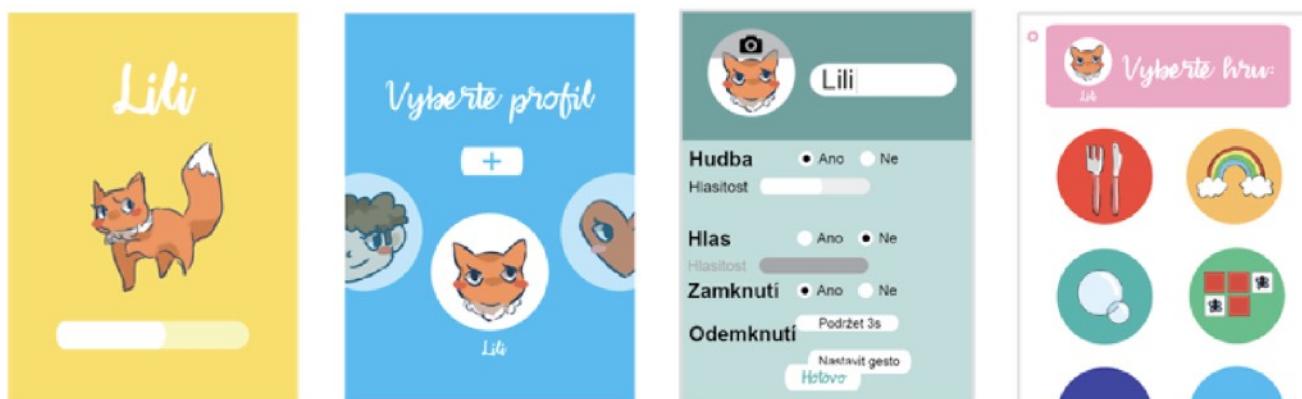 Lili
Vyberte profil
+
Lili
Lili
Hudba Ano Ne
Hlasitost
Hlas Ano Ne
Hlasitost
Zamknutí Ano Ne
Odemknutí Podržet 3s
Nastavit gesto
Hotovo
Vyberte hru:
Lili